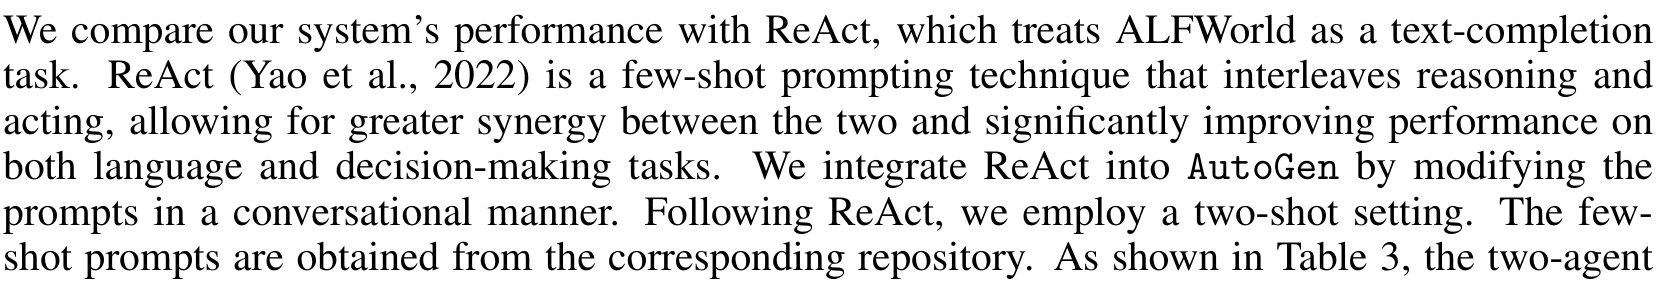 We compare our system's performance with ReAct, which treats ALFWorld as a text-completion
task. ReAct (Yao et al., 2022) is a few-shot prompting technique that interleaves reasoning and
acting, allowing for greater synergy between the two and significantly improving performance on
both language and decision-making tasks. We integrate ReAct into AutoGen by modifying the
prompts in a conversational manner. Following ReAct, we employ a two-shot setting. The few-
shot prompts are obtained from the corresponding repository. As shown in Table 3, the two-agent